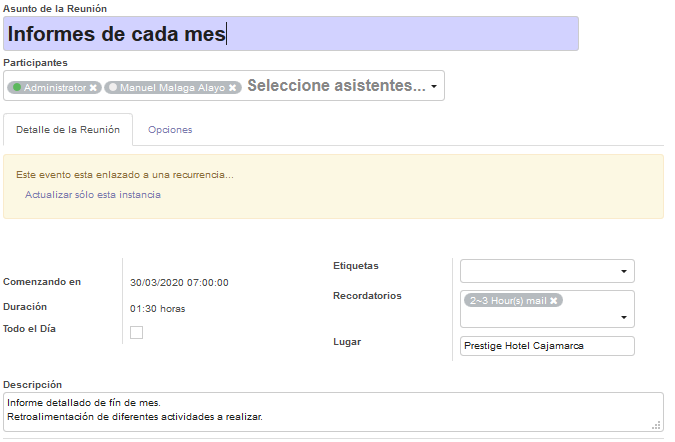 Asunto de la Reunión
Informes de cada mes
Participantes
Administrator ✖ Manuel Malaga Alayo ✖ Seleccione asistentes...
Detalle de la Reunión Opciones
Este evento esta enlazado a una recurrencia...
Actualizar sólo esta instancia
Comenzando en 30/03/2020 07:00:00
Duración 01:30 horas
Todo el Día
Etiquetas
Recordatorios 2~3 Hour(s) mail ✖
Lugar Prestige Hotel Cajamarca
Descripción
Informe detallado de fín de mes.
Retroalimentación de diferentes actividades a realizar.